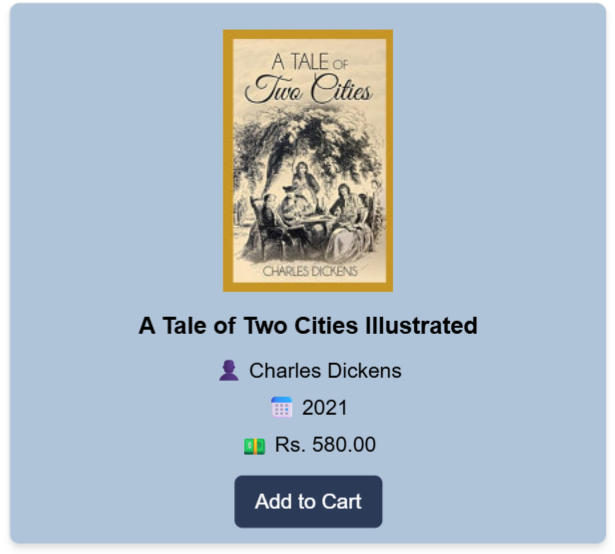 A TALE OF
Two Cities
CHARLES DICKENS
A Tale of Two Cities Illustrated
Charles Dickens
2021
Rs. 580.00
Add to Cart